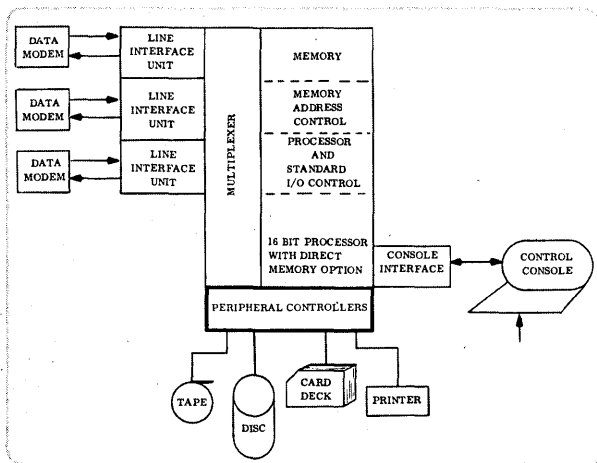 DATA
MODEM
LINE
INTERFACE
UNIT
DATA
MODEM
LINE
INTERFACE
UNIT
DATA
MODEM
LINE
INTERFACE
UNIT
MULTIPLEXER
MEMORY
MEMORY
ADDRESS
CONTROL
PROCESSOR
AND
STANDARD
I/O CONTROL
16 BIT PROCESSOR
WITH DIRECT
MEMORY OPTION
CONSOLE
INTERFACE
CONTROL
CONSOLE
PERIPHERAL CONTROLLERS
TAPE
DISC
CARD
DECK
PRINTER